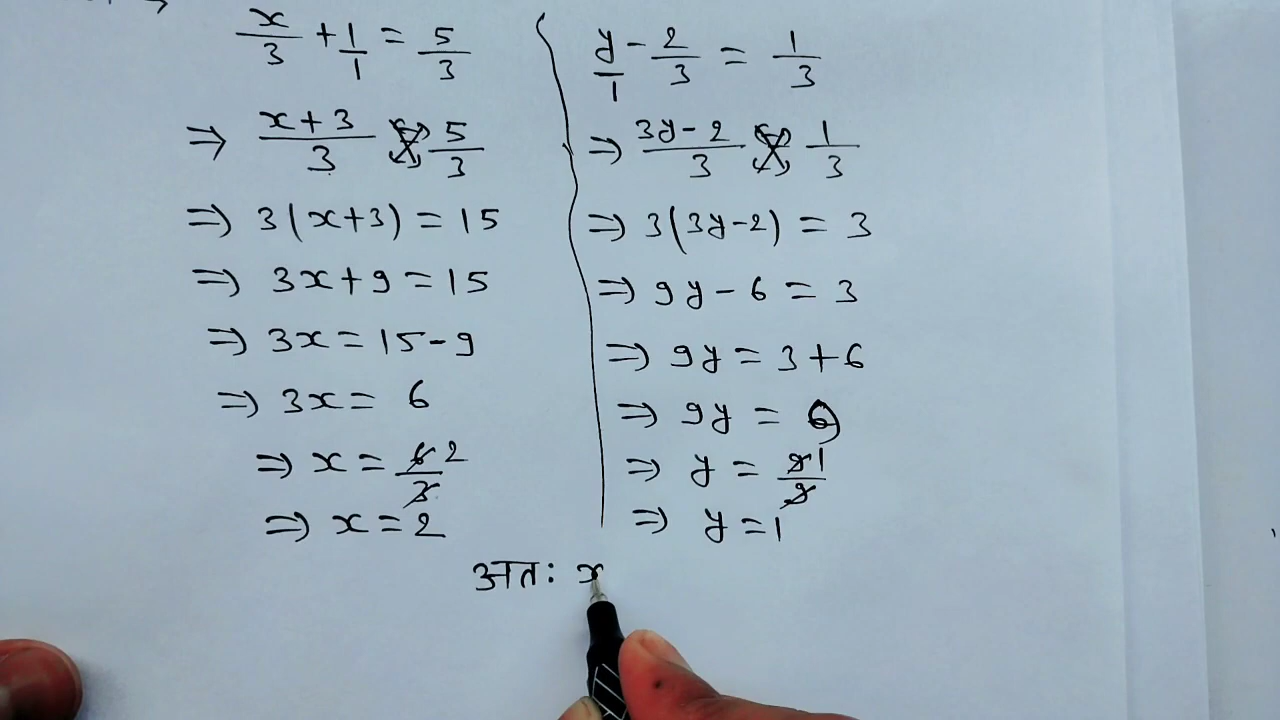 x/3 + 1/1 = 5/3
⇒ (x+3)/3 = 5/3
⇒ 3(x+3) = 15
⇒ 3x+9 = 15
⇒ 3x = 15-9
⇒ 3x = 6
⇒ x = 6/3 2
⇒ x = 2
y/1 - 2/3 = 1/3
⇒ (3y-2)/3 = 1/3
⇒ 3(3y-2) = 3
⇒ 9y - 6 = 3
⇒ 9y = 3+6
⇒ 9y = 9
⇒ y = 9/9 1
⇒ y = 1
अतः x